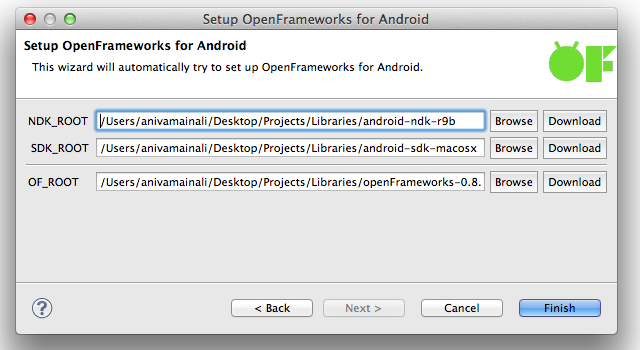 Setup OpenFrameworks for Android
Setup OpenFrameworks for Android
This wizard will automatically try to set up OpenFrameworks for Android.
OF
NDK_ROOT /Users/anivamainali/Desktop/Projects/Libraries/android-ndk-r9b Browse Download
SDK_ROOT /Users/anivamainali/Desktop/Projects/Libraries/android-sdk-macosx Browse Download
OF_ROOT /Users/anivamainali/Desktop/Projects/Libraries/openFrameworks-0.8. Browse Download
? < Back Next > Cancel Finish